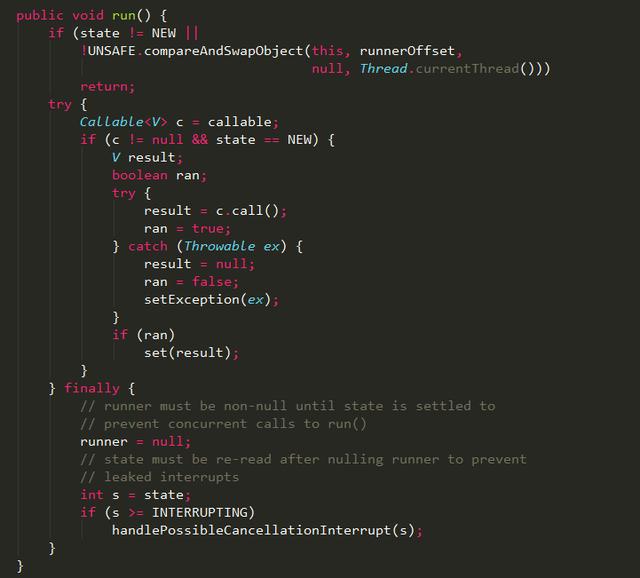 public void run() {
    if (state != NEW ||
        !UNSAFE.compareAndSwapObject(this, runnerOffset,
                                     null, Thread.currentThread()))
        return;
    try {
        Callable<V> c = callable;
        if (c != null && state == NEW) {
            V result;
            boolean ran;
            try {
                result = c.call();
                ran = true;
            } catch (Throwable ex) {
                result = null;
                ran = false;
                setException(ex);
            }
            if (ran)
                set(result);
        }
    } finally {
        // runner must be non-null until state is settled to
        // prevent concurrent calls to run()
        runner = null;
        // state must be re-read after nulling runner to prevent
        // leaked interrupts
        int s = state;
        if (s >= INTERRUPTING)
            handlePossibleCancellationInterrupt(s);
    }
}